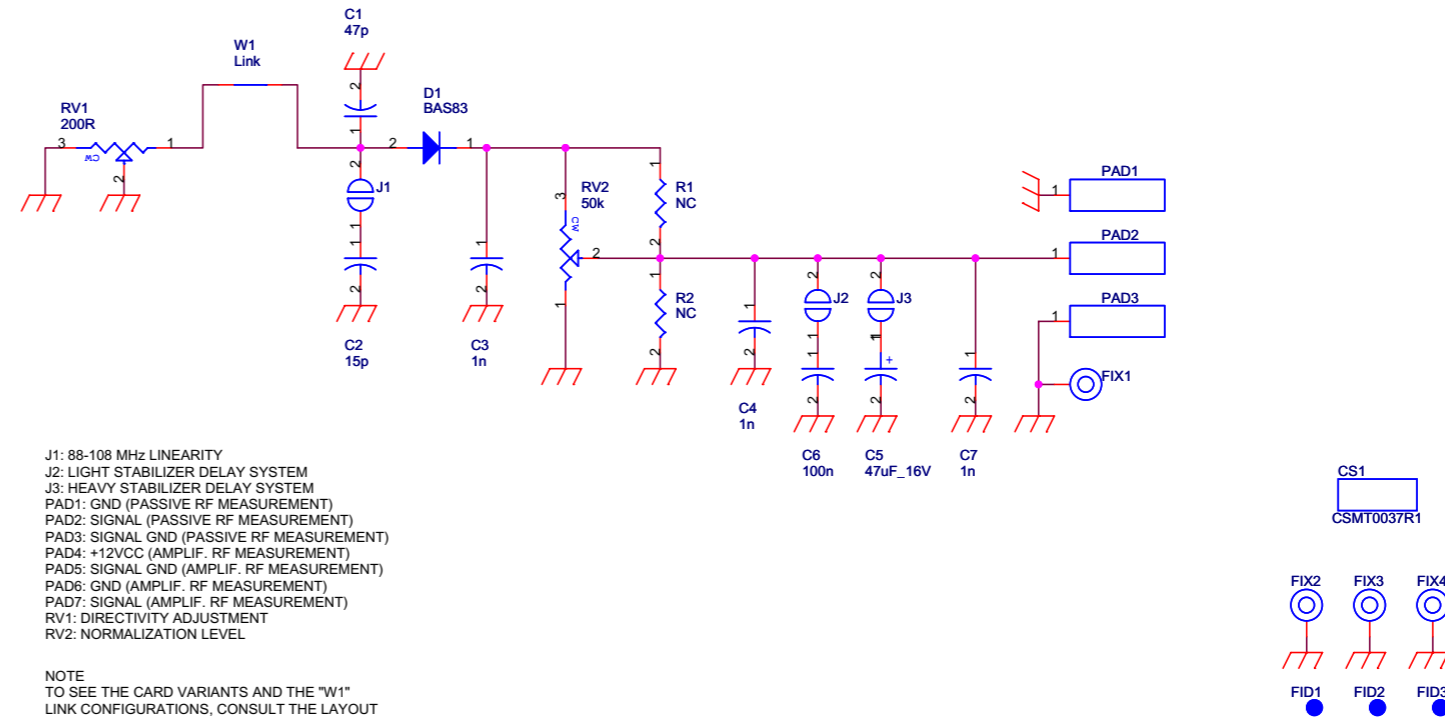 C1
47p
W1
Link
D1
BAS83
RV1
200R
3
CW
1
2
2
1
2
1
2
J1
1
1
2
C2
15p
1
2
C3
1n
RV2
50k
3
CW
2
1
1
R1
NC
2
1
R2
NC
2
1
2
C4
1n
2
J2
1
1
2
C6
100n
2
J3
1
1
+
2
C5
47uF_16V
1
2
C7
1n
PAD1
1
PAD2
1
PAD3
1
FIX1
J1: 88-108 MHz LINEARITY
J2: LIGHT STABILIZER DELAY SYSTEM
J3: HEAVY STABILIZER DELAY SYSTEM
PAD1: GND (PASSIVE RF MEASUREMENT)
PAD2: SIGNAL (PASSIVE RF MEASUREMENT)
PAD3: SIGNAL GND (PASSIVE RF MEASUREMENT)
PAD4: +12VCC (AMPLIF. RF MEASUREMENT)
PAD5: SIGNAL GND (AMPLIF. RF MEASUREMENT)
PAD6: GND (AMPLIF. RF MEASUREMENT)
PAD7: SIGNAL (AMPLIF. RF MEASUREMENT)
RV1: DIRECTIVITY ADJUSTMENT
RV2: NORMALIZATION LEVEL
NOTE
TO SEE THE CARD VARIANTS AND THE "W1"
LINK CONFIGURATIONS, CONSULT THE LAYOUT
CS1
CSMT0037R1
FIX2 FIX3 FIX4
FID1 FID2 FID3